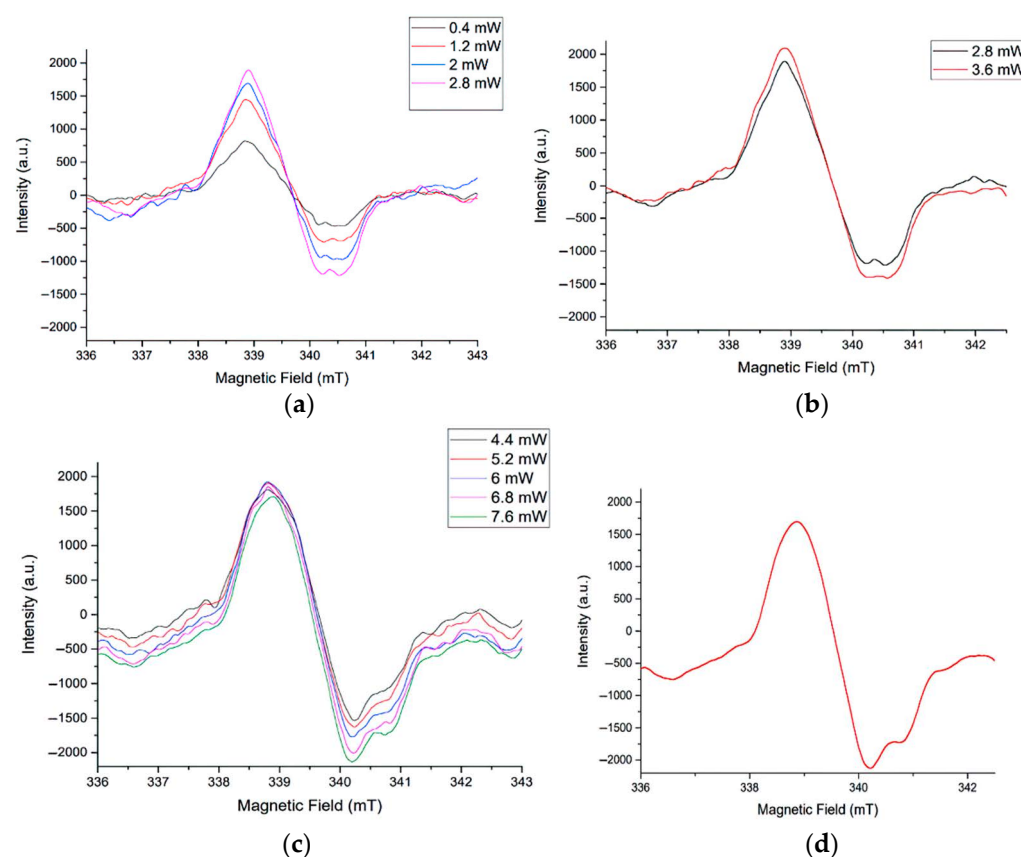 0.4 mW
1.2 mW
2 mW
2.8 mW
2000
1500
1000
500
0
−500
−1000
−1500
−2000
Intensity (a.u.)
336 337 338 339 340 341 342 343
Magnetic Field (mT)
(a)
2.8 mW
3.6 mW
2000
1500
1000
500
0
−500
−1000
−1500
−2000
Intensity (a.u.)
336 337 338 339 340 341 342
Magnetic Field (mT)
(b)
4.4 mW
5.2 mW
6 mW
6.8 mW
7.6 mW
2000
1500
1000
500
0
−500
−1000
−1500
−2000
Intensity (a.u.)
336 337 338 339 340 341 342 343
Magnetic Field (mT)
(c)
2000
1500
1000
500
0
−500
−1000
−1500
−2000
Intensity (a.u.)
336 338 340 342
Magnetic Field (mT)
(d)